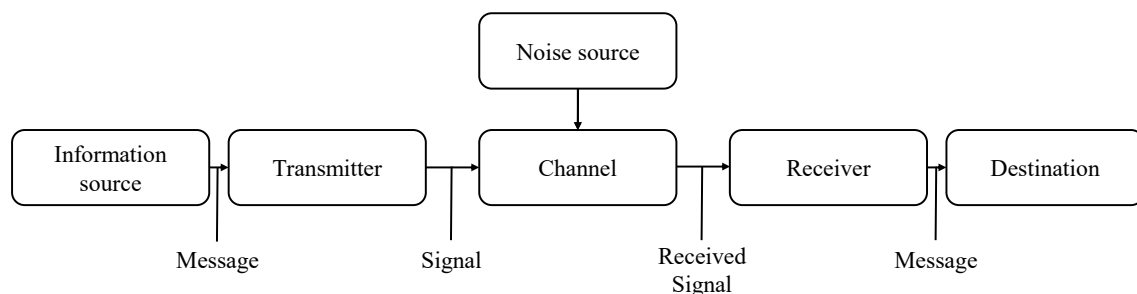 Noise source
Information
source
Transmitter
Channel
Receiver
Destination
Message
Signal
Received
Signal
Message